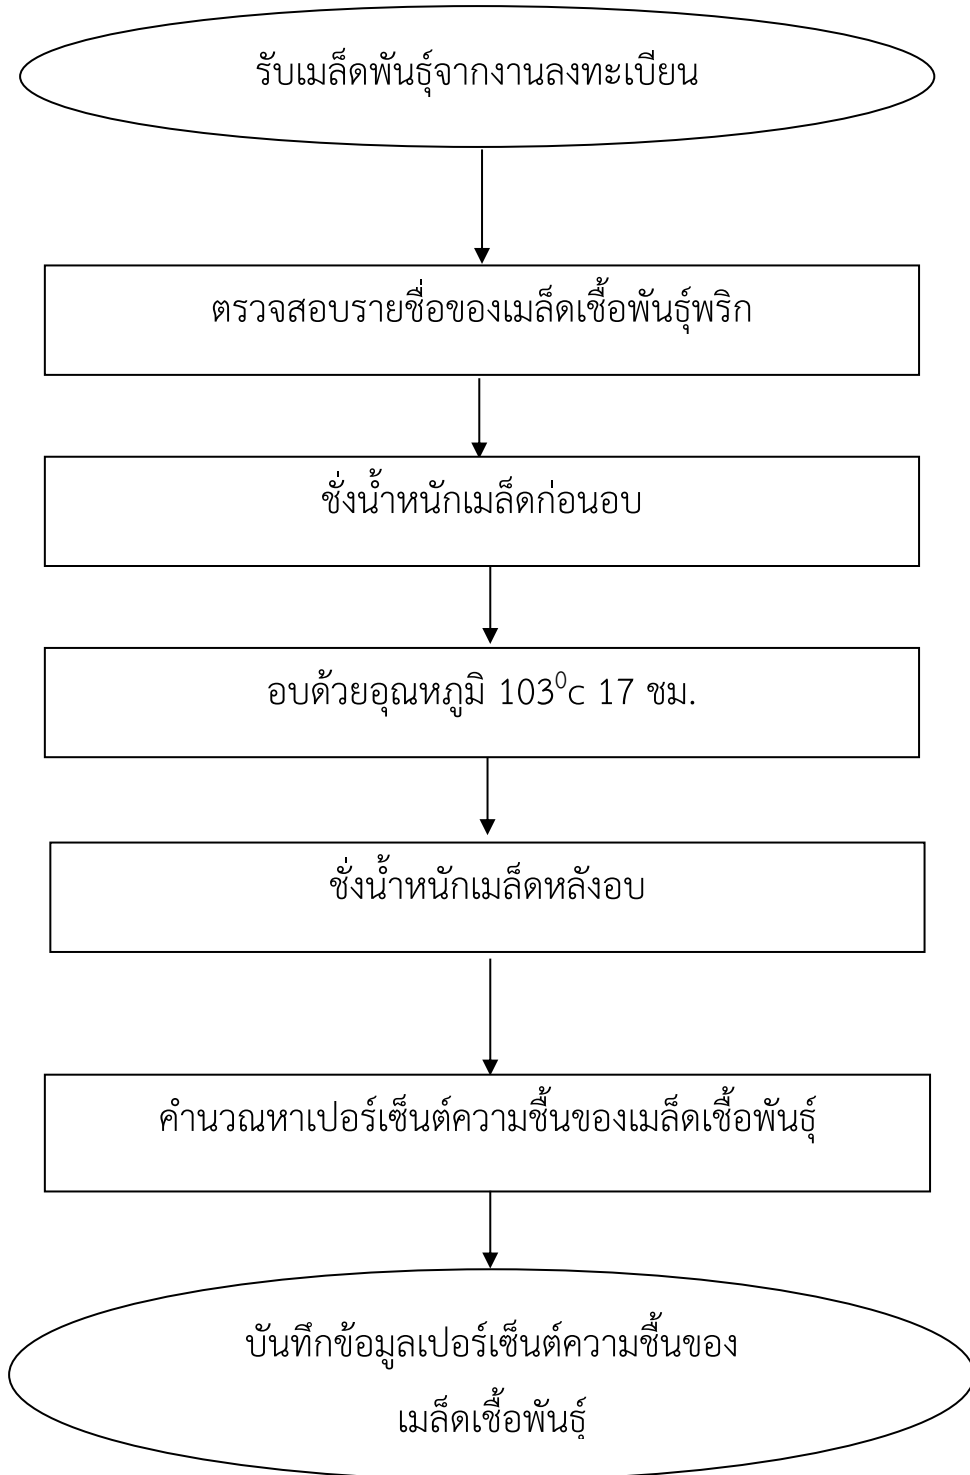 รับเมล็ดพันธุ์จากงานลงทะเบียน
ตรวจสอบรายชื่อของเมล็ดเชื้อพันธุ์พริก
ชั่งน้ำหนักเมล็ดก่อนอบ
อบด้วยอุณหภูมิ 103⁰c 17 ชม.
ชั่งน้ำหนักเมล็ดหลังอบ
คำนวณหาเปอร์เซ็นต์ความชื้นของเมล็ดเชื้อพันธุ์
บันทึกข้อมูลเปอร์เซ็นต์ความชื้นของ
เมล็ดเชื้อพันธุ์